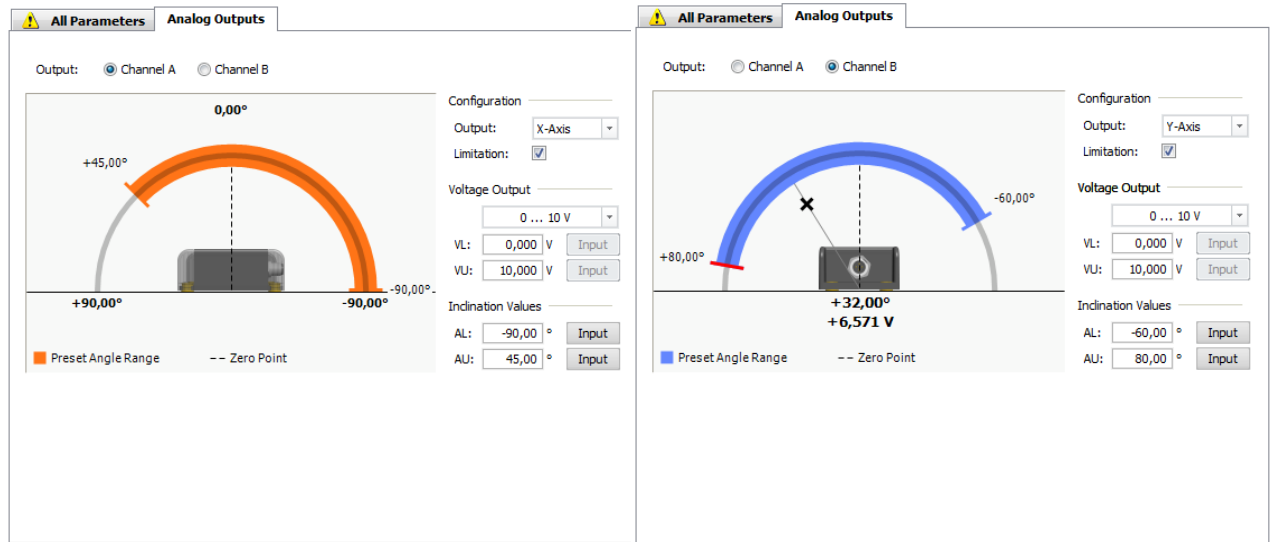 All Parameters Analog Outputs
Output: Channel A Channel B
0,00°
+45,00°
-90,00°
+90,00° -90,00°
Preset Angle Range -- Zero Point
Configuration
Output: X-Axis
Limitation:
Voltage Output
0 ... 10 V
VL: 0,000 V Input
VU: 10,000 V Input
Inclination Values
AL: -90,00 ° Input
AU: 45,00 ° Input
All Parameters Analog Outputs
Output: Channel A Channel B
-60,00°
+80,00°
+32,00°
+6,571 V
Preset Angle Range -- Zero Point
Configuration
Output: Y-Axis
Limitation:
Voltage Output
0 ... 10 V
VL: 0,000 V Input
VU: 10,000 V Input
Inclination Values
AL: -60,00 ° Input
AU: 80,00 ° Input